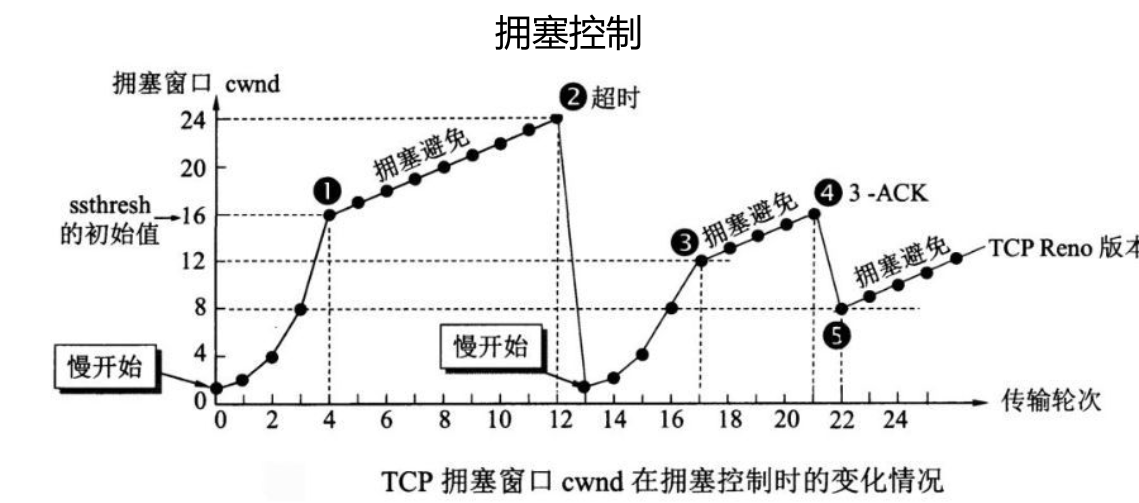 拥塞控制
拥塞窗口 cwnd
24
20
ssthresh
的初始值
16
12
8
4
0
❶
拥塞避免
❷ 超时
❸
拥塞避免
❹ 3 -ACK
拥塞避免
TCP Reno 版本
❺
慢开始
慢开始
0 2 4 6 8 10 12 14 16 18 20 22 24
传输轮次
TCP 拥塞窗口 cwnd 在拥塞控制时的变化情况